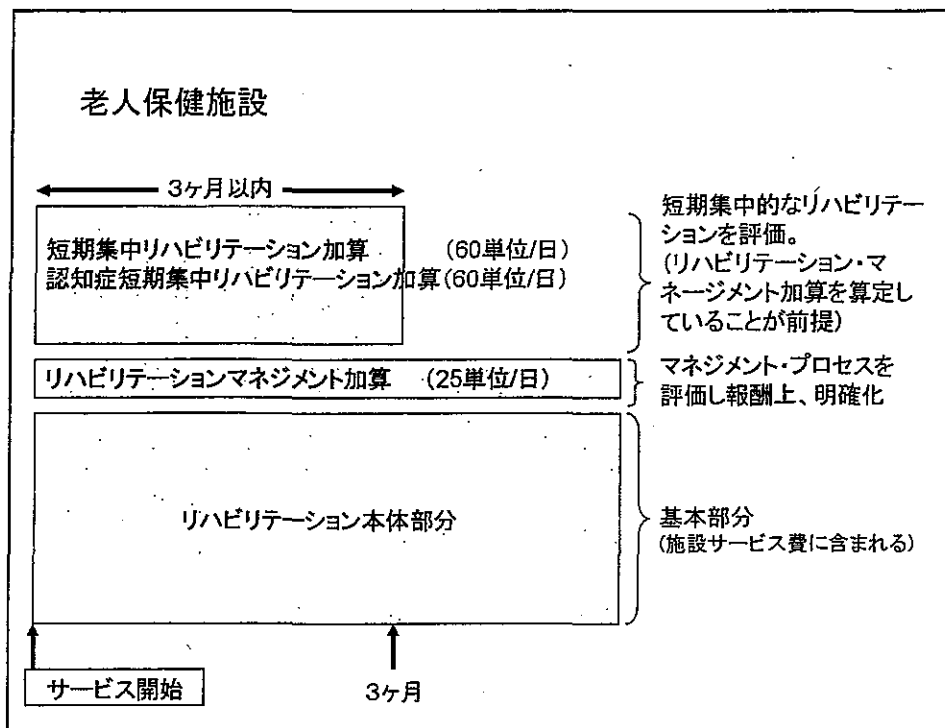 老人保健施設
3ヶ月以内
短期集中リハビリテーション加算 (60単位/日)
認知症短期集中リハビリテーション加算(60単位/日)
短期集中的なリハビリテー
ションを評価。
(リハビリテーション・マ
ネージメント加算を算定し
ていることが前提)
リハビリテーションマネジメント加算 (25単位/日)
マネジメント・プロセスを
評価し報酬上、明確化
リハビリテーション本体部分
基本部分
(施設サービス費に含まれる)
サービス開始
3ヶ月